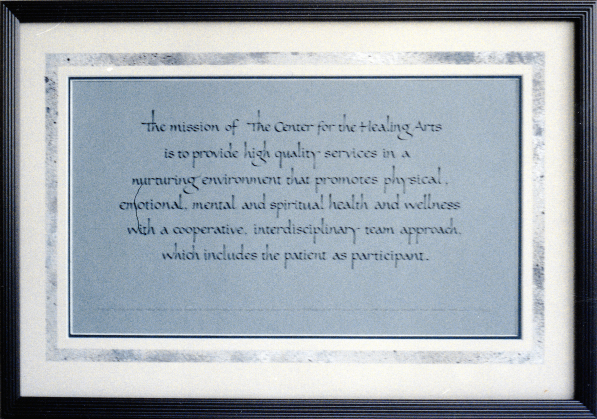 The mission of The Center for the Healing Arts
is to provide high quality services in a
nurturing environment that promotes physical,
emotional, mental and spiritual health and wellness
with a cooperative, interdisciplinary team approach,
which includes the patient as participant.